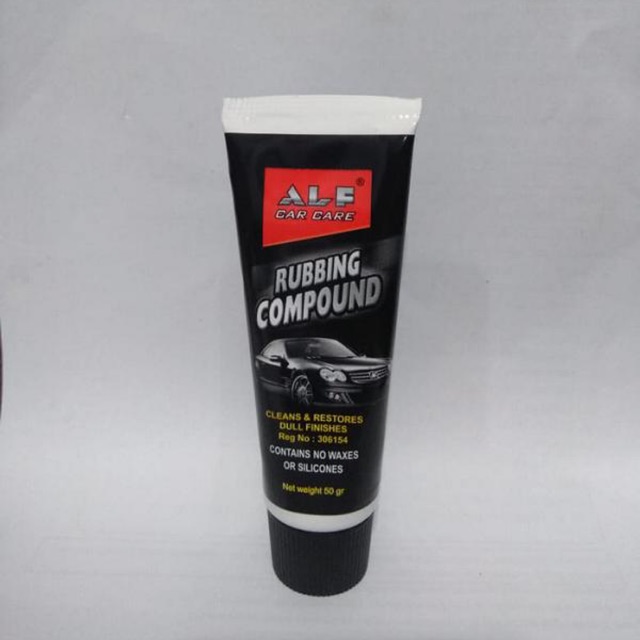 ALF®
CAR CARE
RUBBING
COMPOUND
CLEANS & RESTORES
DULL FINISHES
Reg No : 306154
CONTAINS NO WAXES
OR SILICONES
Net weight 50 gr